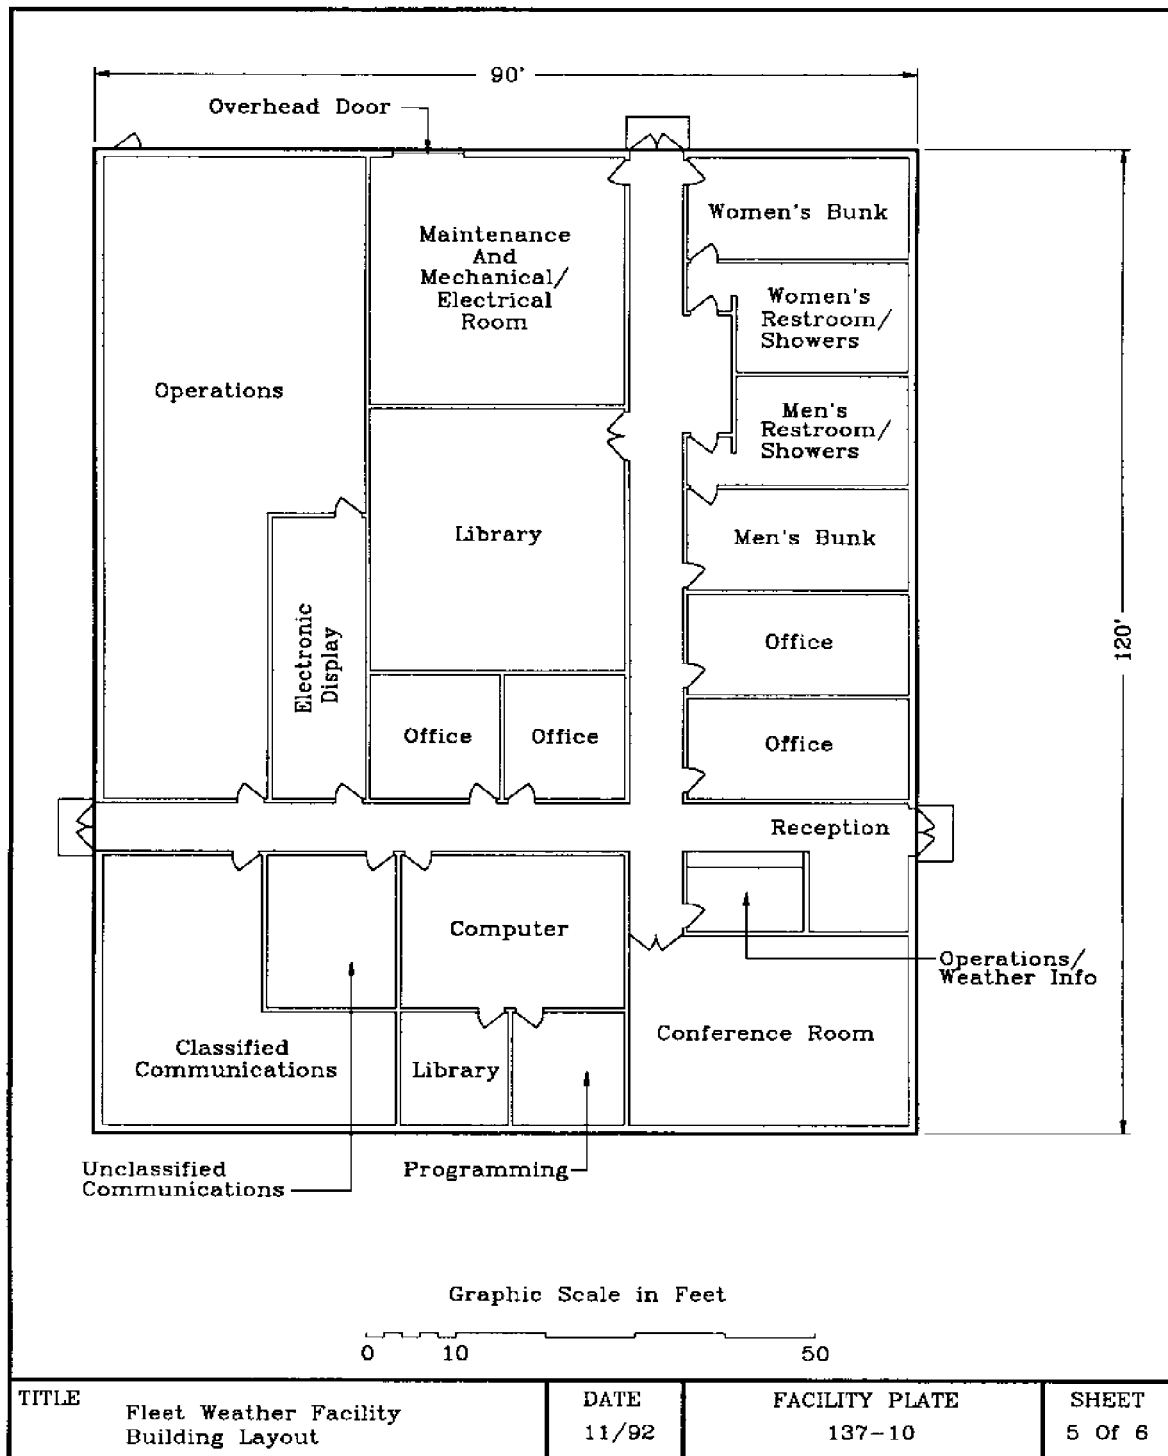 90'
Overhead Door
Women's Bunk
Maintenance
And
Mechanical/
Electrical
Room
Women's
Restroom/
Showers
Operations
Men's
Restroom/
Showers
Library
Men's Bunk
Electronic
Display
Office
120'
Office
Office
Office
Reception
Computer
Operations/
Weather Info
Conference Room
Classified
Communications
Library
Unclassified
Communications
Programming
Graphic Scale in Feet
0 10 50
TITLE
Fleet Weather Facility
Building Layout
DATE
11/92
FACILITY PLATE
137-10
SHEET
5 Of 6